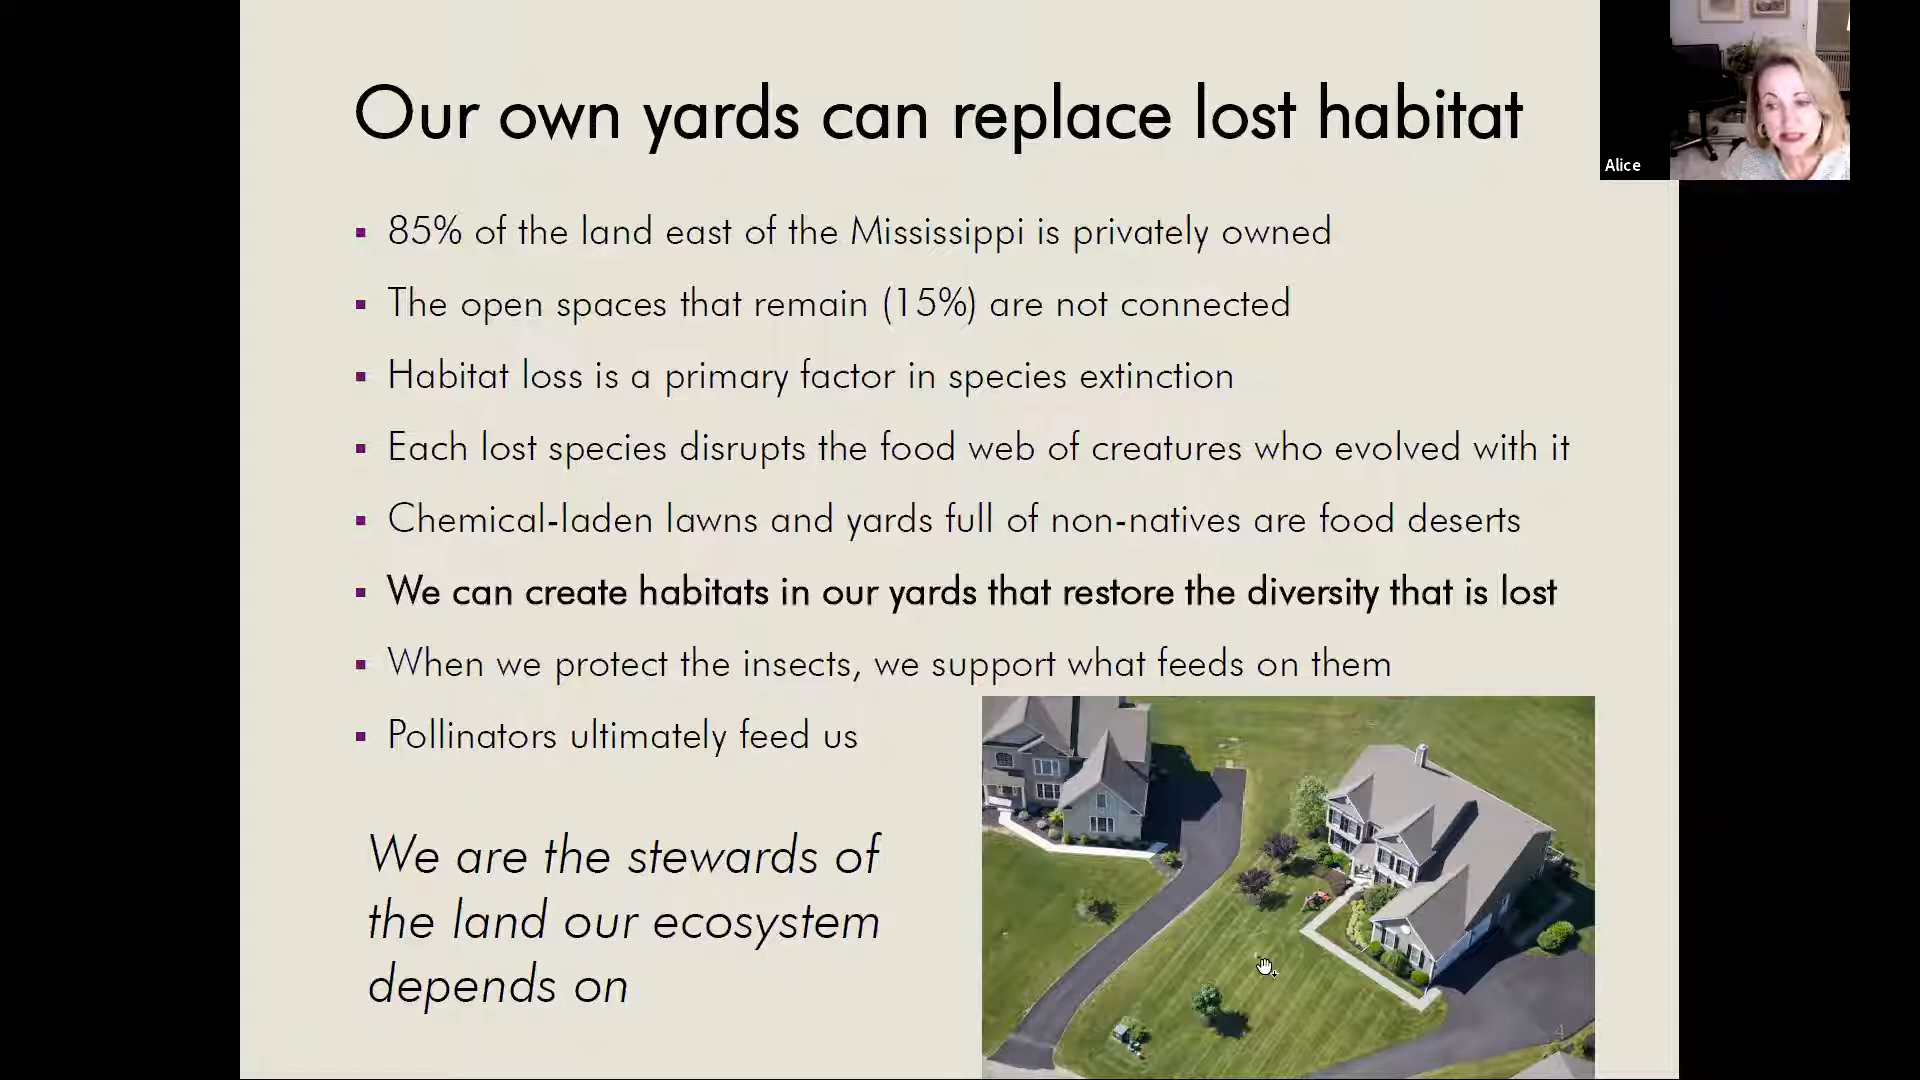 Our own yards can replace lost habitat
Alice
▪ 85% of the land east of the Mississippi is privately owned
▪ The open spaces that remain (15%) are not connected
▪ Habitat loss is a primary factor in species extinction
▪ Each lost species disrupts the food web of creatures who evolved with it
▪ Chemical-laden lawns and yards full of non-natives are food deserts
▪ We can create habitats in our yards that restore the diversity that is lost
▪ When we protect the insects, we support what feeds on them
▪ Pollinators ultimately feed us
We are the stewards of
the land our ecosystem
depends on
4